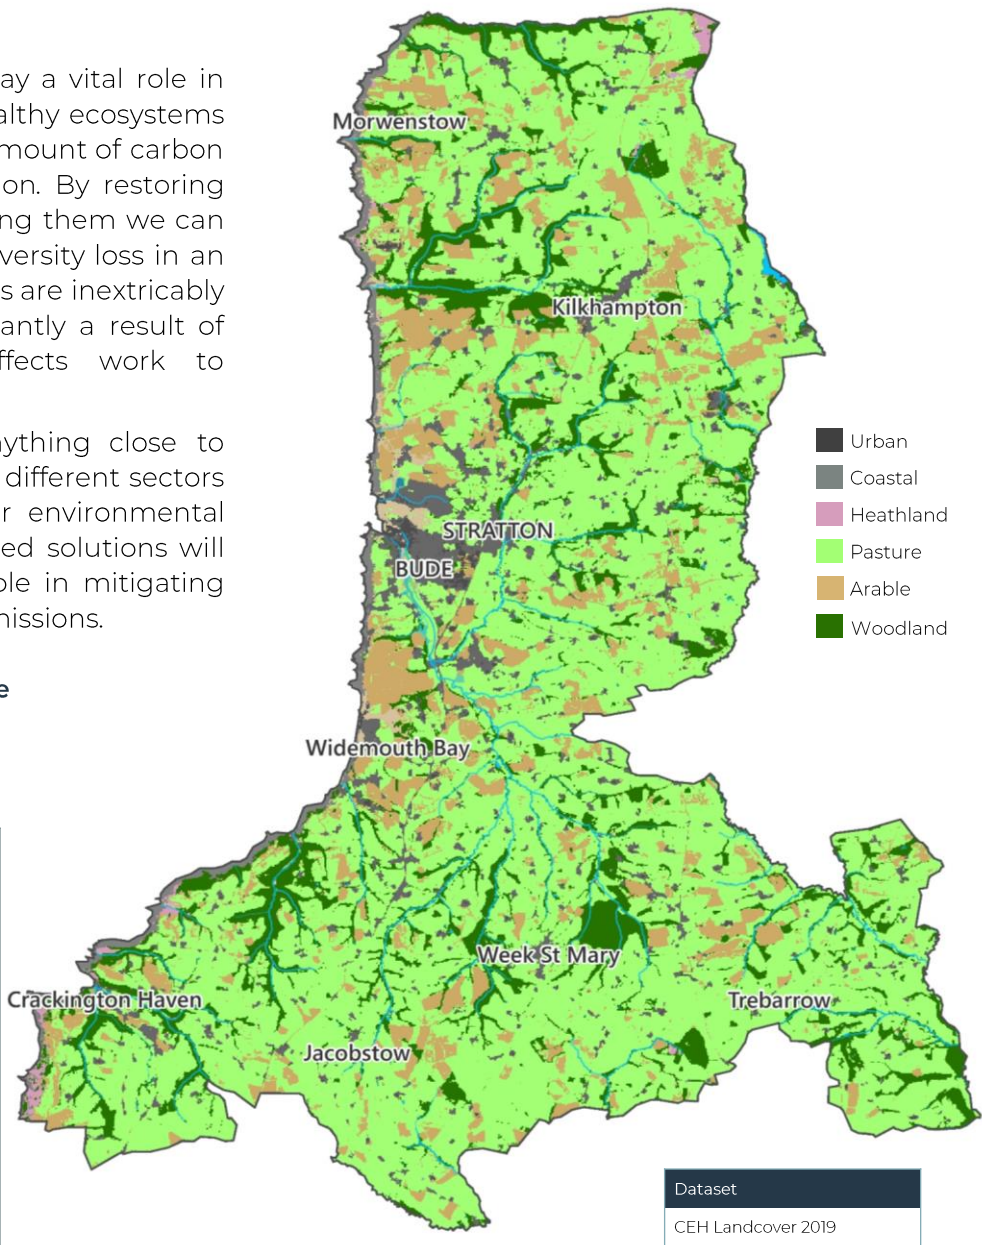 ay a vital role in
althy ecosystems
mount of carbon
on. By restoring
ng them we can
versity loss in an
s are inextricably
antly a result of
ffects work to
ything close to
different sectors
r environmental
ed solutions will
ole in mitigating
nissions.
e
Morwenstow
Kilkhampton
STRATTON
BUDE
Widemouth Bay
Week St Mary
Crackington Haven
Trebarrow
Jacobstow
Urban
Coastal
Heathland
Pasture
Arable
Woodland
Dataset
CEH Landcover 2019